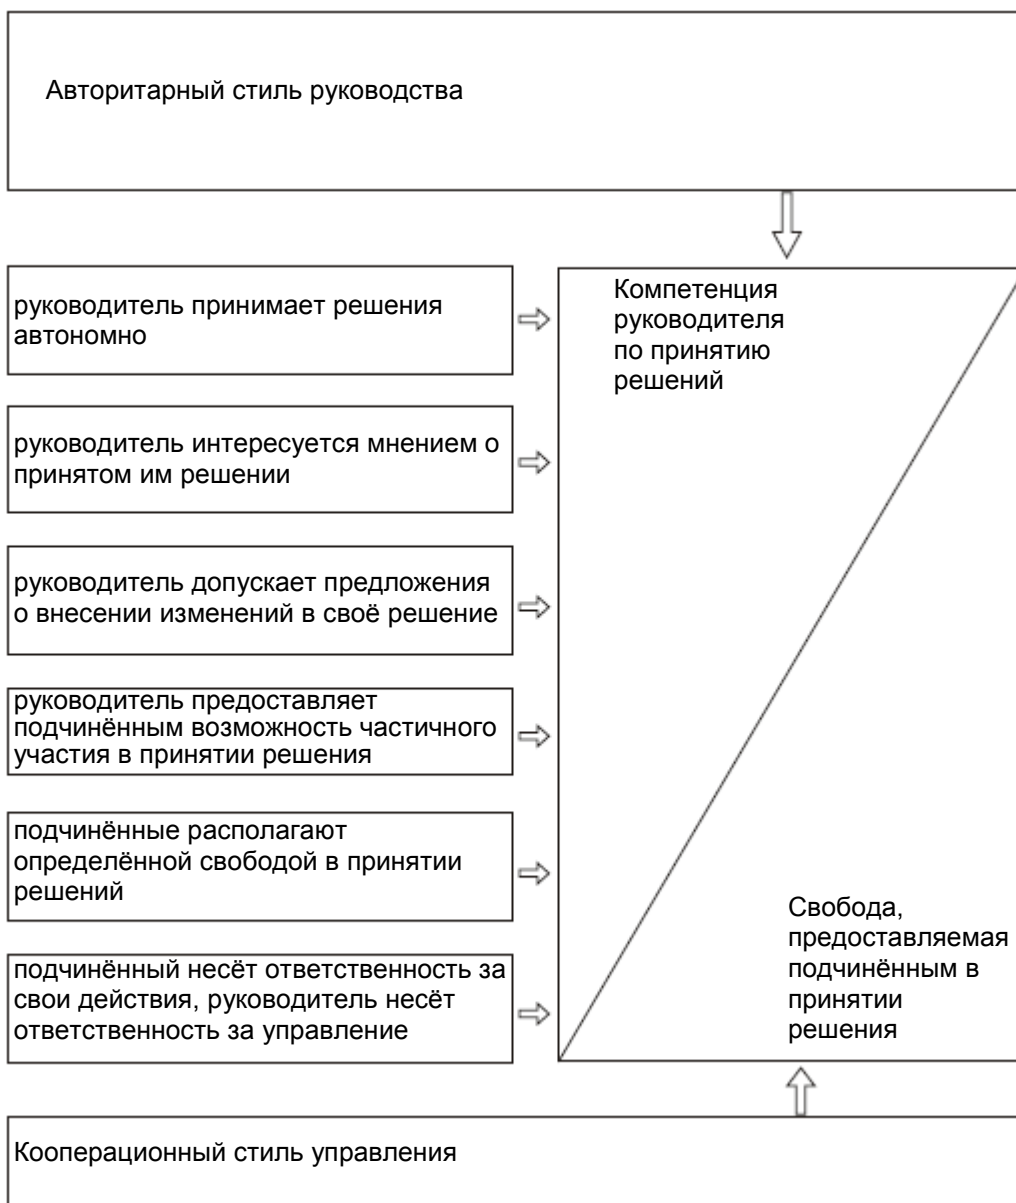 Авторитарный стиль руководства
руководитель принимает решения
автономно
Компетенция
руководителя
по принятию
решений
руководитель интересуется мнением о
принятом им решении
руководитель допускает предложения
о внесении изменений в своё решение
руководитель предоставляет
подчинённым возможность частичного
участия в принятии решения
подчинённые располагают
определённой свободой в принятии
решений
Свобода,
предоставляемая
подчинённым в
принятии
решения
подчинённый несёт ответственность за
свои действия, руководитель несёт
ответственность за управление
Кооперационный стиль управления